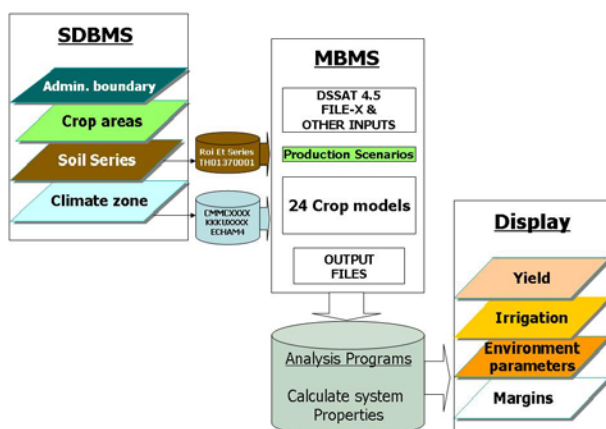 SDBMS
Admin. boundary
Crop areas
Soil Series
Climate zone
Roi Et Series
TH01370001
CMMCXXXX
KKKUXXXX
ECHAM4
MBMS
DSSAT 4.5
FILE-X &
OTHER INPUTS
Production Scenarios
24 Crop models
OUTPUT
FILES
Analysis Programs
Calculate system
Properties
Display
Yield
Irrigation
Environment
parameters
Margins